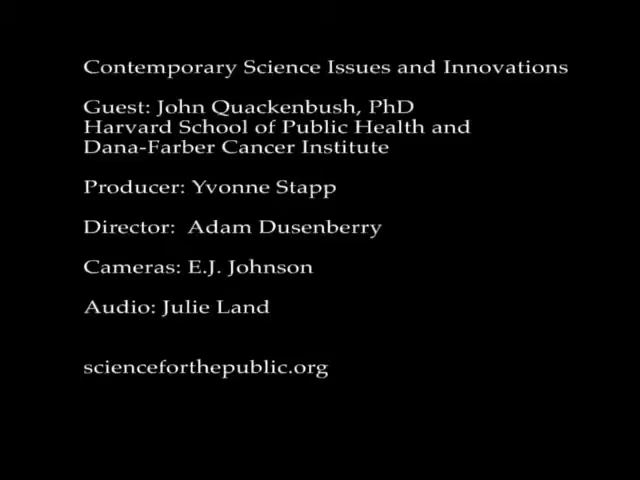 Contemporary Science Issues and Innovations
Guest: John Quackenbush, PhD
Harvard School of Public Health and
Dana-Farber Cancer Institute
Producer: Yvonne Stapp
Director:  Adam Dusenberry
Cameras: E.J. Johnson
Audio: Julie Land
scienceforthepublic.org